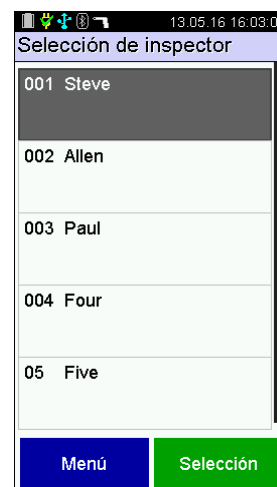 13.05.16 16:03:0
Selección de inspector
001 Steve
002 Allen
003 Paul
004 Four
05 Five
Menú Selección